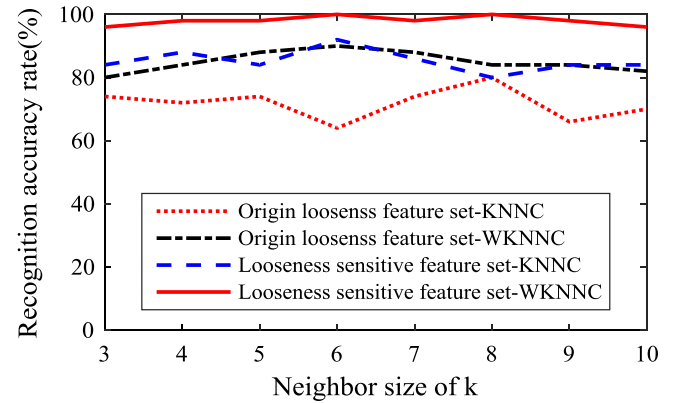 Recognition accuracy rate(%)
100
80
60
40
20
0
Origin loosenss feature set-KNNC
Origin loosenss feature set-WKNNC
Looseness sensitive feature set-KNNC
Looseness sensitive feature set-WKNNC
3 4 5 6 7 8 9 10
Neighbor size of k